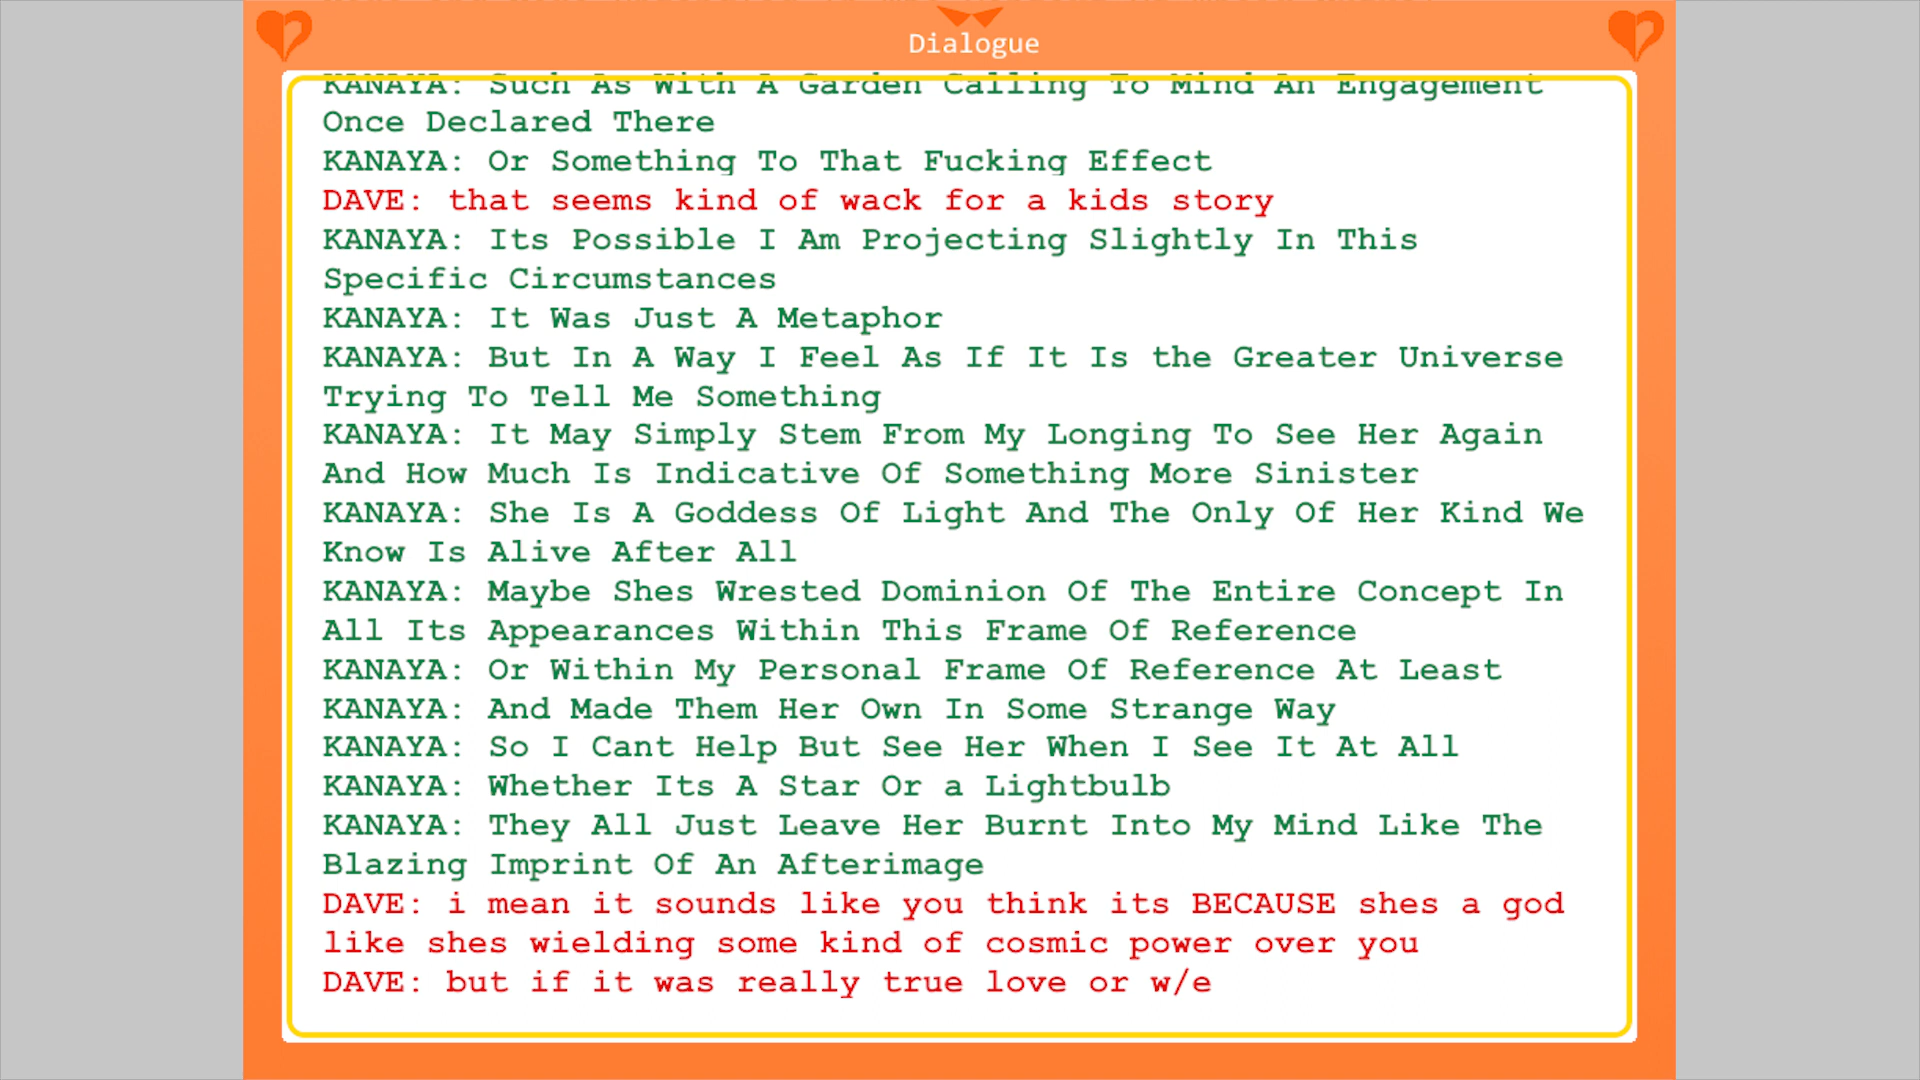 Dialogue
KANAYA: Such As With A Garden Calling To Mind An Engagement
Once Declared There
KANAYA: Or Something To That Fucking Effect
DAVE: that seems kind of wack for a kids story
KANAYA: Its Possible I Am Projecting Slightly In This
Specific Circumstances
KANAYA: It Was Just A Metaphor
KANAYA: But In A Way I Feel As If It Is the Greater Universe
Trying To Tell Me Something
KANAYA: It May Simply Stem From My Longing To See Her Again
And How Much Is Indicative Of Something More Sinister
KANAYA: She Is A Goddess Of Light And The Only Of Her Kind We
Know Is Alive After All
KANAYA: Maybe Shes Wrested Dominion Of The Entire Concept In
All Its Appearances Within This Frame Of Reference
KANAYA: Or Within My Personal Frame Of Reference At Least
KANAYA: And Made Them Her Own In Some Strange Way
KANAYA: So I Cant Help But See Her When I See It At All
KANAYA: Whether Its A Star Or a Lightbulb
KANAYA: They All Just Leave Her Burnt Into My Mind Like The
Blazing Imprint Of An Afterimage
DAVE: i mean it sounds like you think its BECAUSE shes a god
like shes wielding some kind of cosmic power over you
DAVE: but if it was really true love or w/e